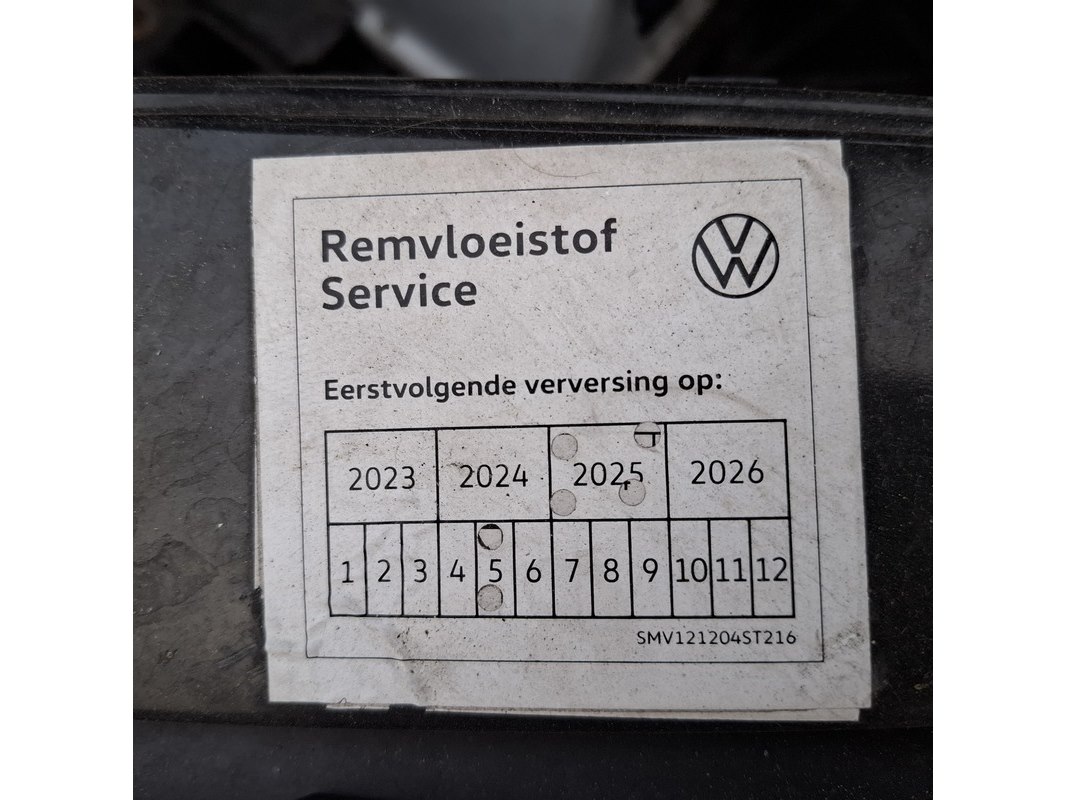 Remvloeistof
Service
Eerstvolgende verversing op:
2023 2024 2025 2026
1 2 3 4 5 6 7 8 9 10 11 12
SMV121204ST216